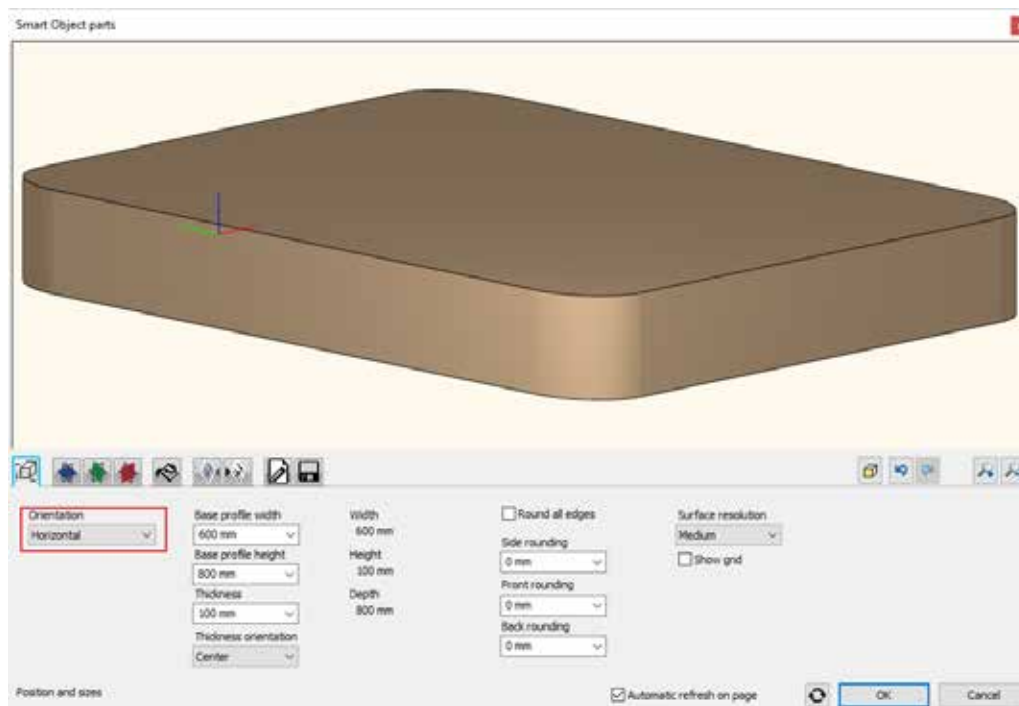 Smart Object parts
Orientation
Horizontal
Base profile width
600 mm
Base profile height
800 mm
Thickness
100 mm
Thickness orientation
Center
Width
600 mm
Height
100 mm
Depth
800 mm
Round all edges
Side rounding
0 mm
Front rounding
0 mm
Back rounding
0 mm
Surface resolution
Medium
Show grid
Position and sizes
Automatic refresh on page
OK
Cancel